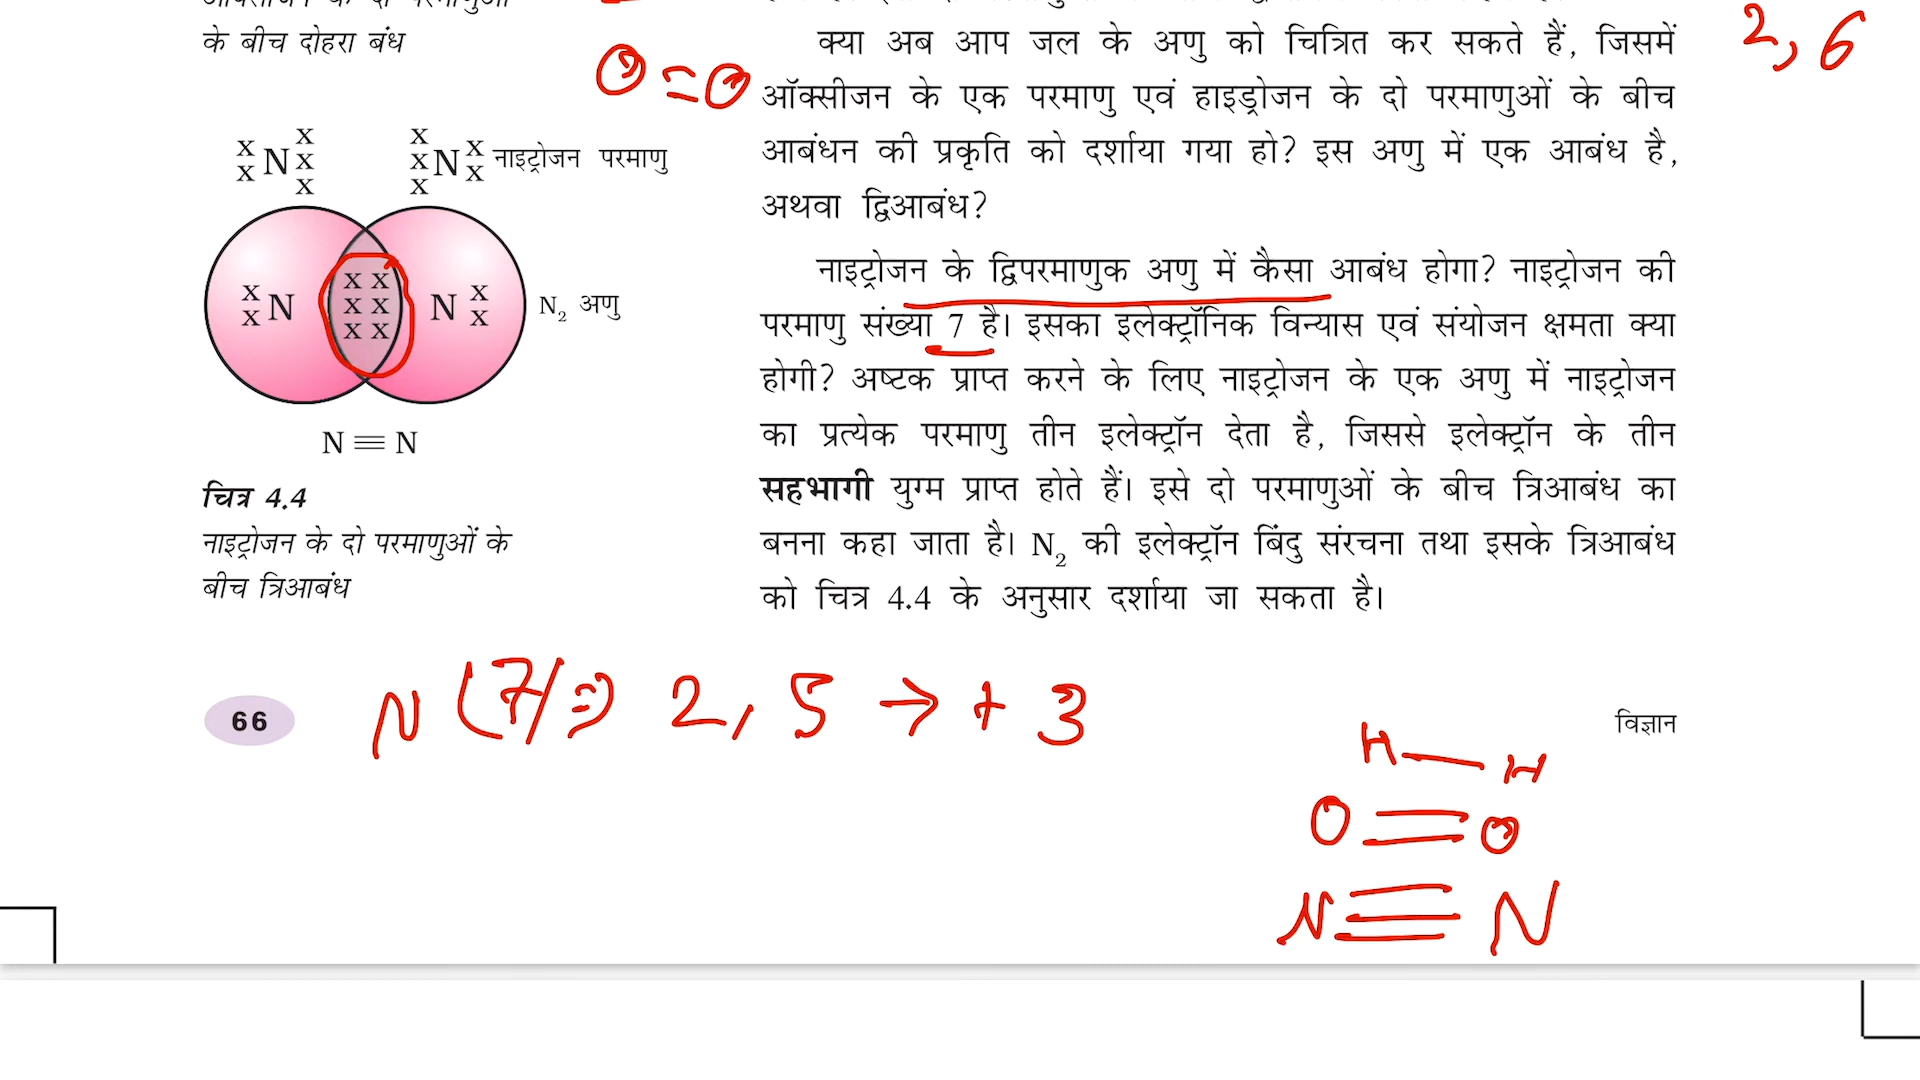 के बीच दोहरा बंध
O = O
2, 6
क्या अब आप जल के अणु को चित्रित कर सकते हैं, जिसमें
ऑक्सीजन के एक परमाणु एवं हाइड्रोजन के दो परमाणुओं के बीच
आबंधन की प्रकृति को दर्शाया गया हो? इस अणु में एक आबंध है,
अथवा द्विआबंध?
x x N x x x
x x x N x x नाइट्रोजन परमाणु
x x N x x x x x x N x x
N₂ अणु
N ≡ N
चित्र 4.4
नाइट्रोजन के दो परमाणुओं के
बीच त्रिआबंध
नाइट्रोजन के द्विपरमाणुक अणु में कैसा आबंध होगा? नाइट्रोजन की
परमाणु संख्या 7 है। इसका इलेक्ट्रॉनिक विन्यास एवं संयोजन क्षमता क्या
होगी? अष्टक प्राप्त करने के लिए नाइट्रोजन के एक अणु में नाइट्रोजन
का प्रत्येक परमाणु तीन इलेक्ट्रॉन देता है, जिससे इलेक्ट्रॉन के तीन
सहभागी युग्म प्राप्त होते हैं। इसे दो परमाणुओं के बीच त्रिआबंध का
बनना कहा जाता है। N₂ की इलेक्ट्रॉन बिंदु संरचना तथा इसके त्रिआबंध
को चित्र 4.4 के अनुसार दर्शाया जा सकता है।
66
N (7) ⇒ 2, 5 → + 3
विज्ञान
H — H
O = O
N ≡ N